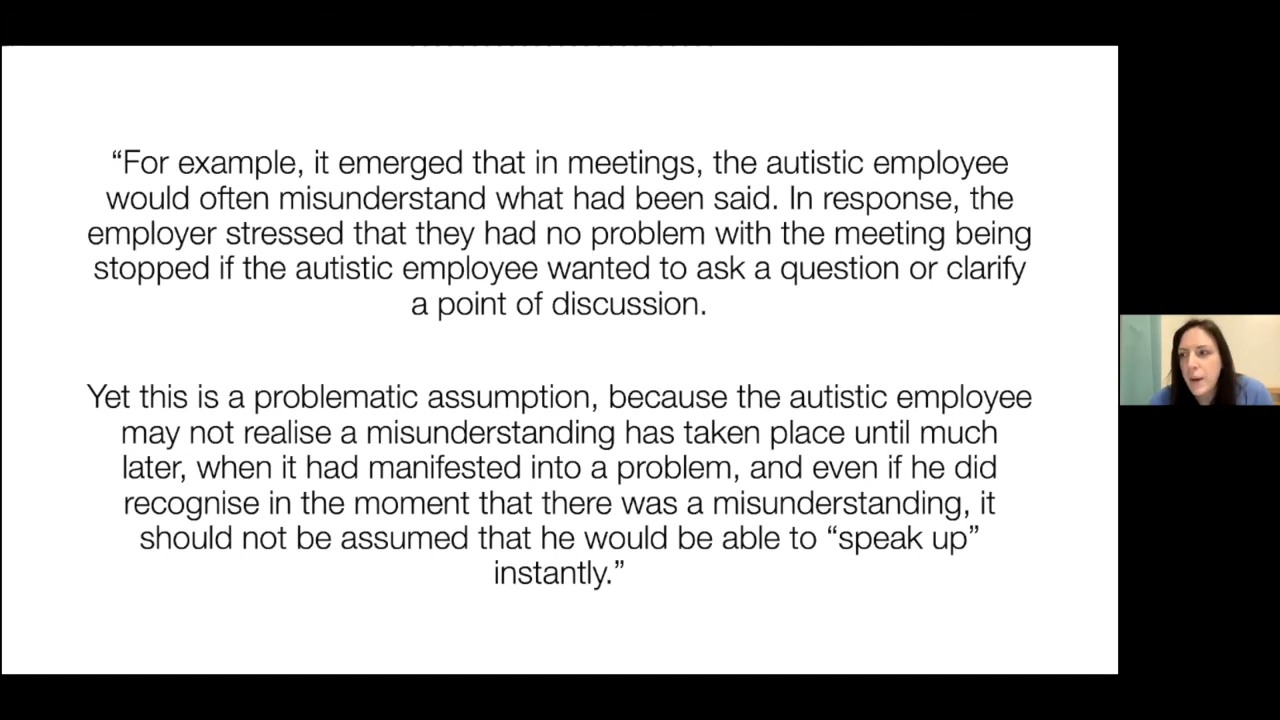 “For example, it emerged that in meetings, the autistic employee
would often misunderstand what had been said. In response, the
employer stressed that they had no problem with the meeting being
stopped if the autistic employee wanted to ask a question or clarify
a point of discussion.
Yet this is a problematic assumption, because the autistic employee
may not realise a misunderstanding has taken place until much
later, when it had manifested into a problem, and even if he did
recognise in the moment that there was a misunderstanding, it
should not be assumed that he would be able to “speak up”
instantly.”